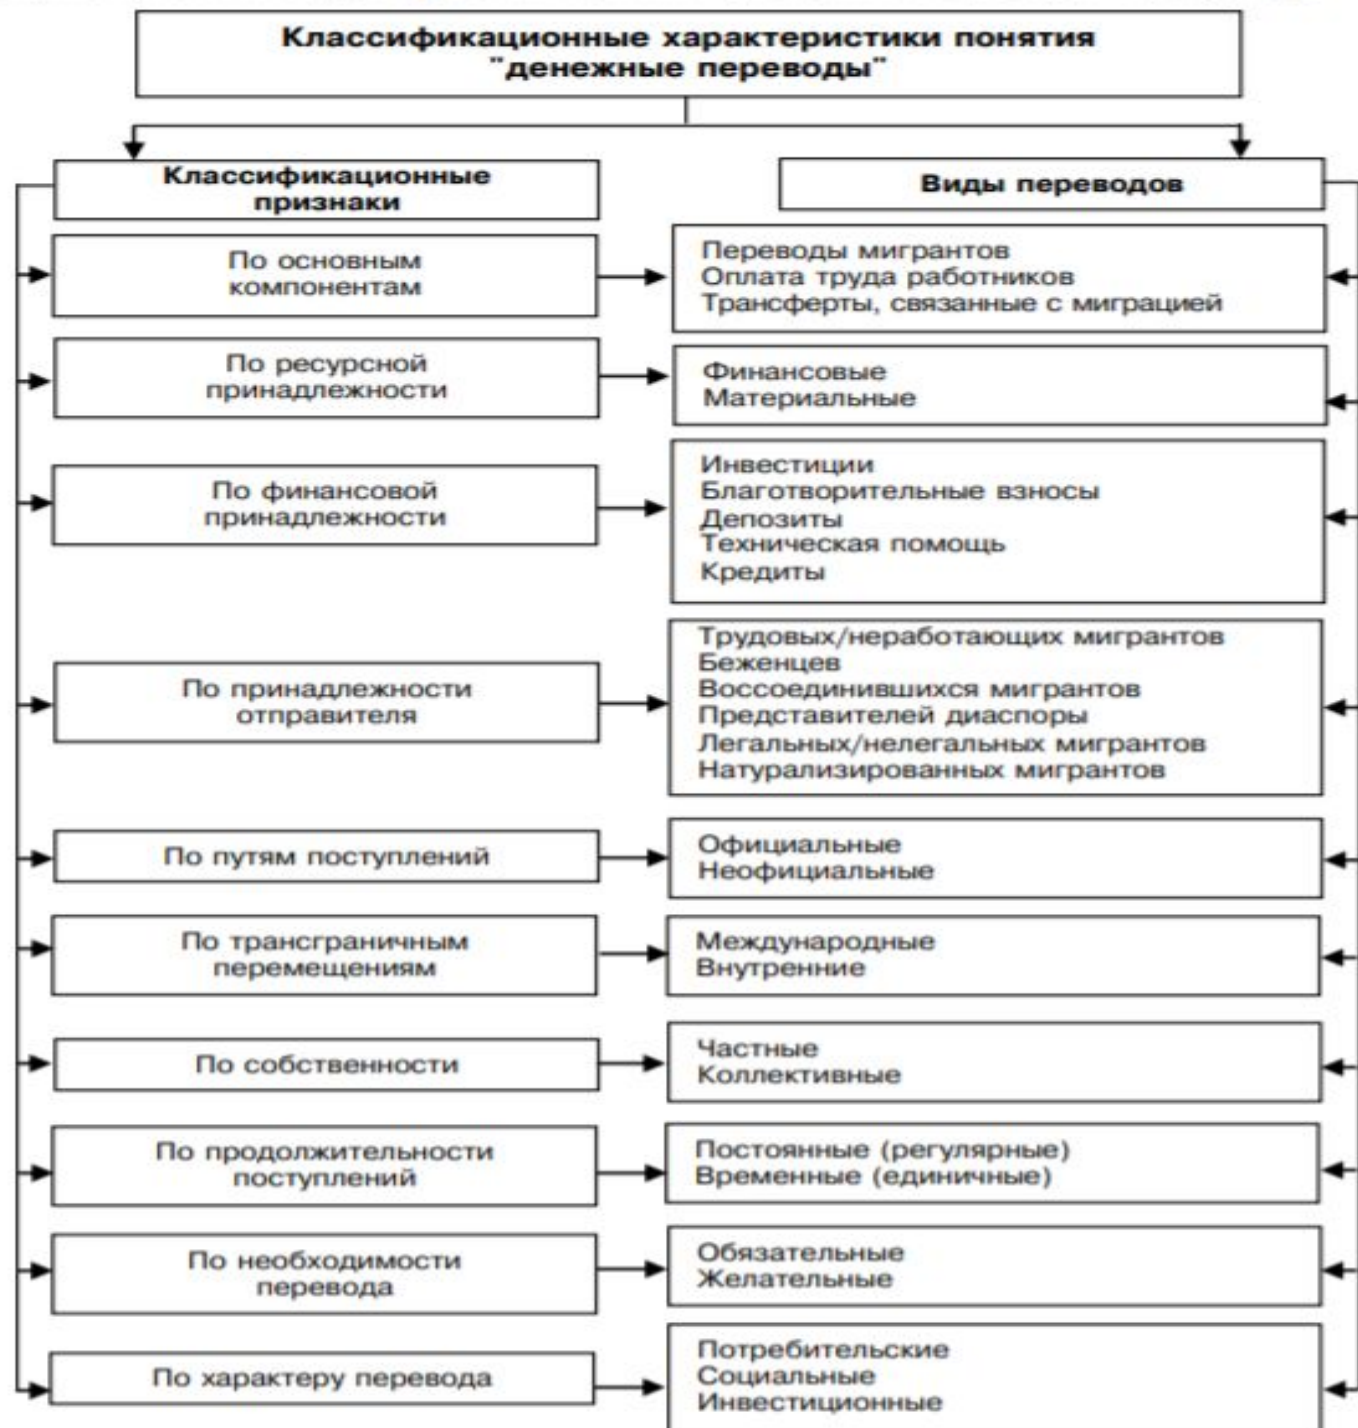 Классификационные характеристики понятия
"денежные переводы"
Классификационные
признаки
Виды переводов
По основным
компонентам
Переводы мигрантов
Оплата труда работников
Трансферты, связанные с миграцией
По ресурсной
принадлежности
Финансовые
Материальные
По финансовой
принадлежности
Инвестиции
Благотворительные взносы
Депозиты
Техническая помощь
Кредиты
По принадлежности
отправителя
Трудовых/неработающих мигрантов
Беженцев
Воссоединившихся мигрантов
Представителей диаспоры
Легальных/нелегальных мигрантов
Натурализированных мигрантов
По путям поступлений
Официальные
Неофициальные
По трансграничным
перемещениям
Международные
Внутренние
По собственности
Частные
Коллективные
По продолжительности
поступлений
Постоянные (регулярные)
Временные (единичные)
По необходимости
перевода
Обязательные
Желательные
По характеру перевода
Потребительские
Социальные
Инвестиционные